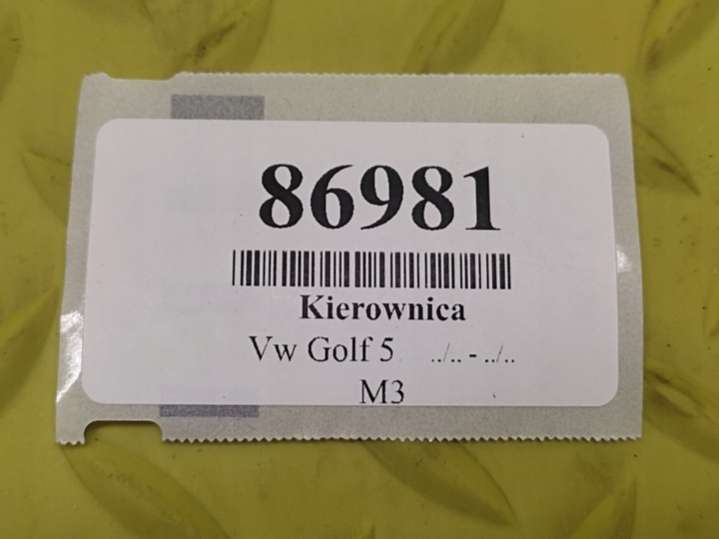 86981
Kierownica
Vw Golf 5 ../.. - ../..
M3